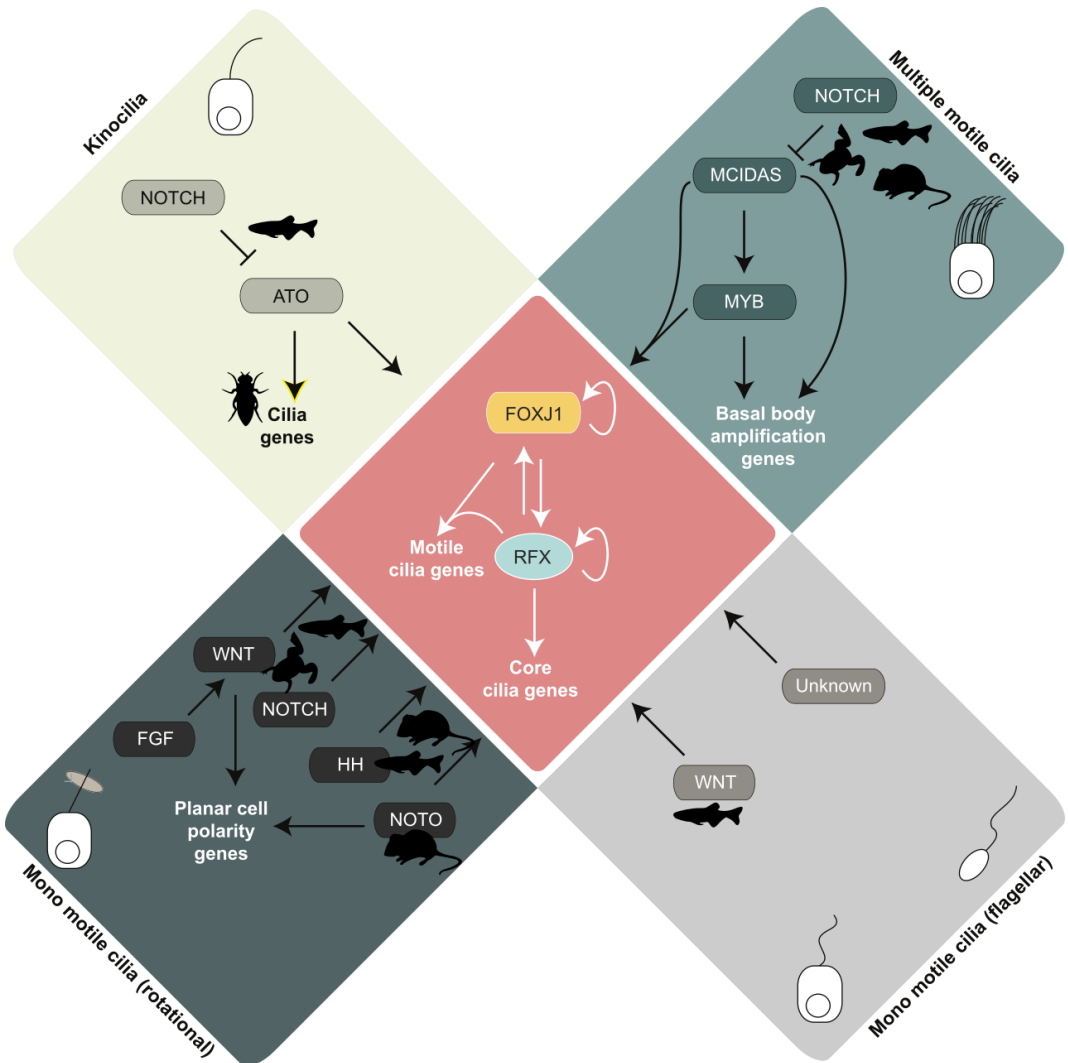 Kinocilia
NOTCH
ATO
Cilia
genes
Multiple motile cilia
NOTCH
MCIDAS
MYB
Basal body
amplification
genes
FOXJ1
Motile
cilia genes
RFX
Core
cilia genes
WNT
NOTCH
FGF
HH
NOTO
Planar cell
polarity
genes
Mono motile cilia (rotational)
Unknown
WNT
Mono motile cilia (flagellar)